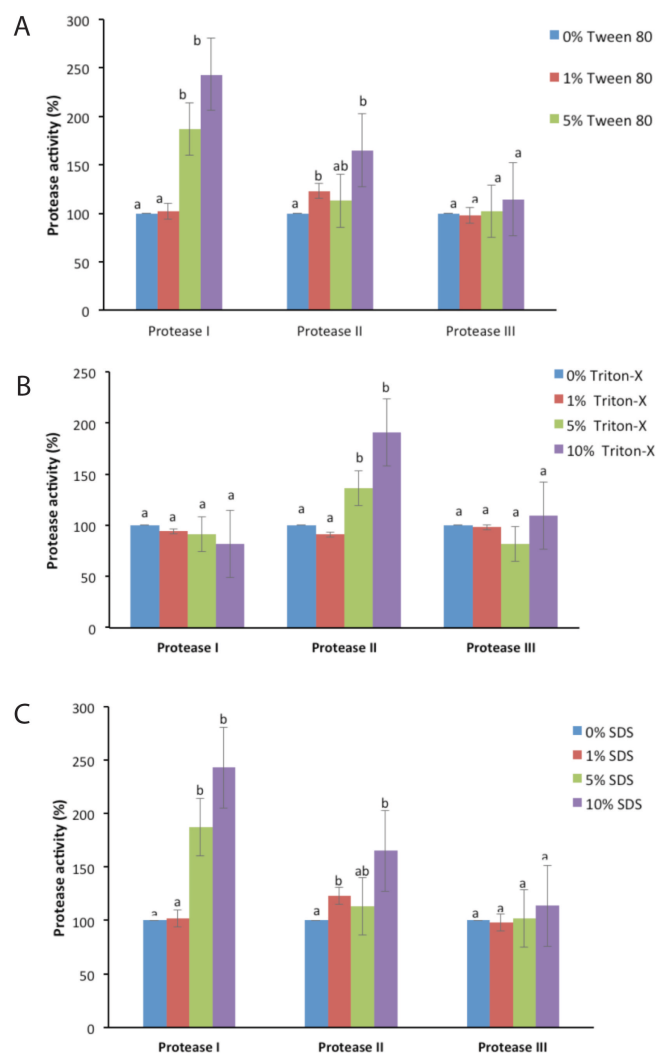 A
300
250
200
150
100
50
0
Protease activity (%)
a a b b
a b ab b
a a a a
Protease I Protease II Protease III
0% Tween 80
1% Tween 80
5% Tween 80
B
250
200
150
100
50
0
Protease activity (%)
a a a a
a a b b
a a a a
Protease I Protease II Protease III
0% Triton-X
1% Triton-X
5% Triton-X
10% Triton-X
C
300
250
200
150
100
50
0
Protease activity (%)
a a b b
a b ab b
a a a a
Protease I Protease II Protease III
0% SDS
1% SDS
5% SDS
10% SDS